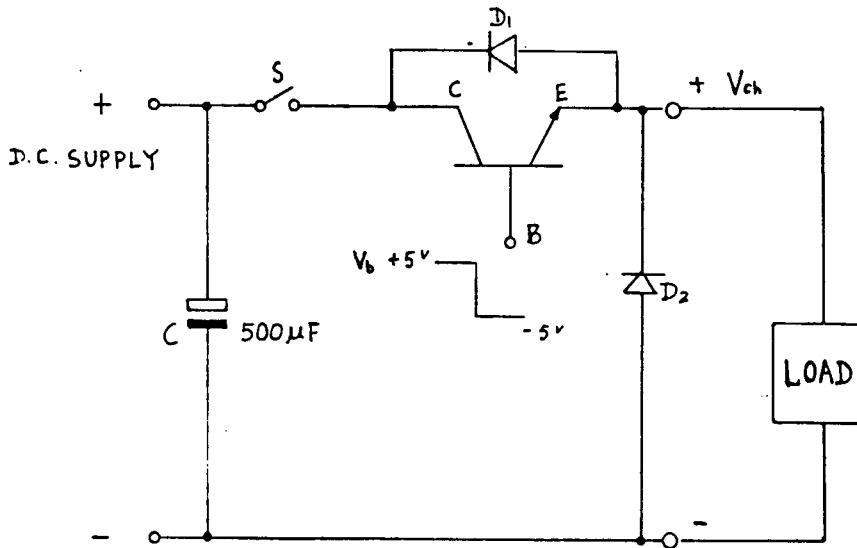 D₁
S
C
E
+
+ Vch
D.C. SUPPLY
B
Vb +5v
-5v
D₂
C
500µF
LOAD
-
-